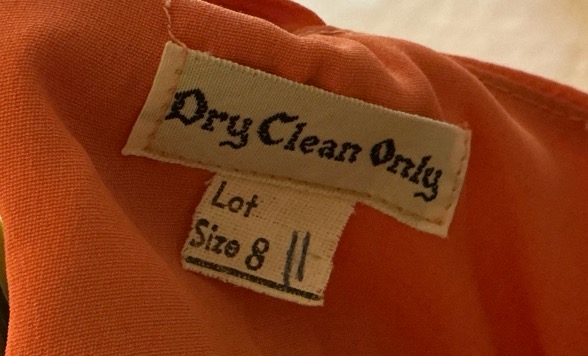 Dry Clean Only
Lot
Size 8 11